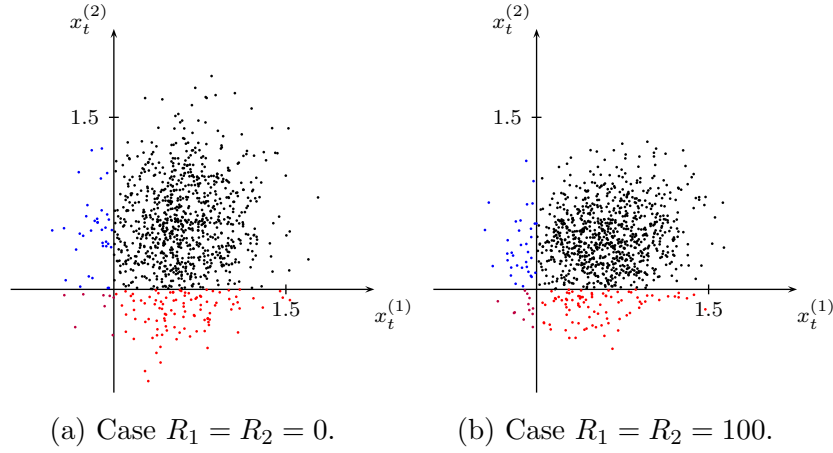 x_t^{(2)}
1.5
1.5
x_t^{(1)}
(a) Case R_1 = R_2 = 0.
x_t^{(2)}
1.5
1.5
x_t^{(1)}
(b) Case R_1 = R_2 = 100.